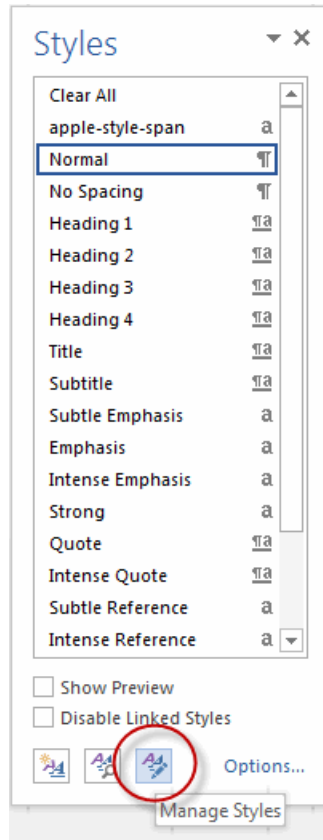 Styles
Clear All
apple-style-span a
Normal ¶
No Spacing ¶
Heading 1 ¶a
Heading 2 ¶a
Heading 3 ¶a
Heading 4 ¶a
Title ¶a
Subtitle ¶a
Subtle Emphasis a
Emphasis a
Intense Emphasis a
Strong a
Quote ¶a
Intense Quote ¶a
Subtle Reference a
Intense Reference a
Show Preview
Disable Linked Styles
Options...
Manage Styles